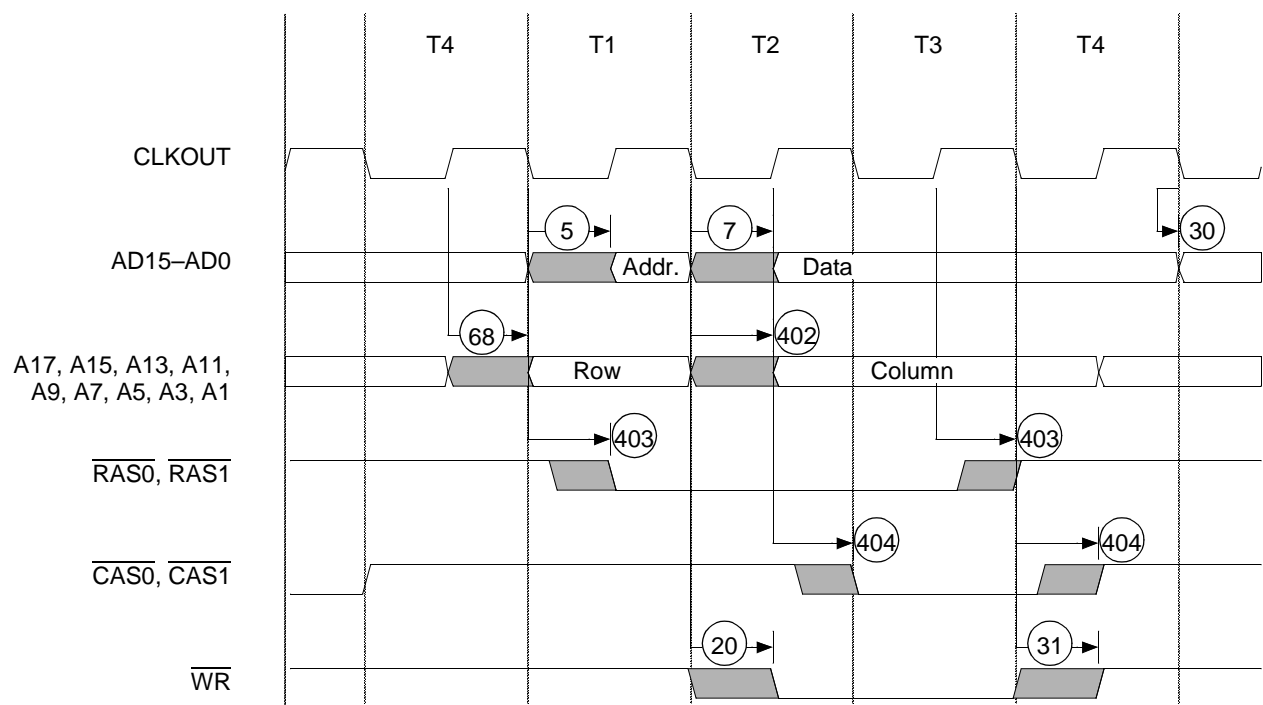 T4 T1 T2 T3 T4
CLKOUT
5 7 30
AD15–AD0 Addr. Data
68 402
A17, A15, A13, A11, Row Column
A9, A7, A5, A3, A1
403 403
RAS0, RAS1
404 404
CAS0, CAS1
20 31
WR